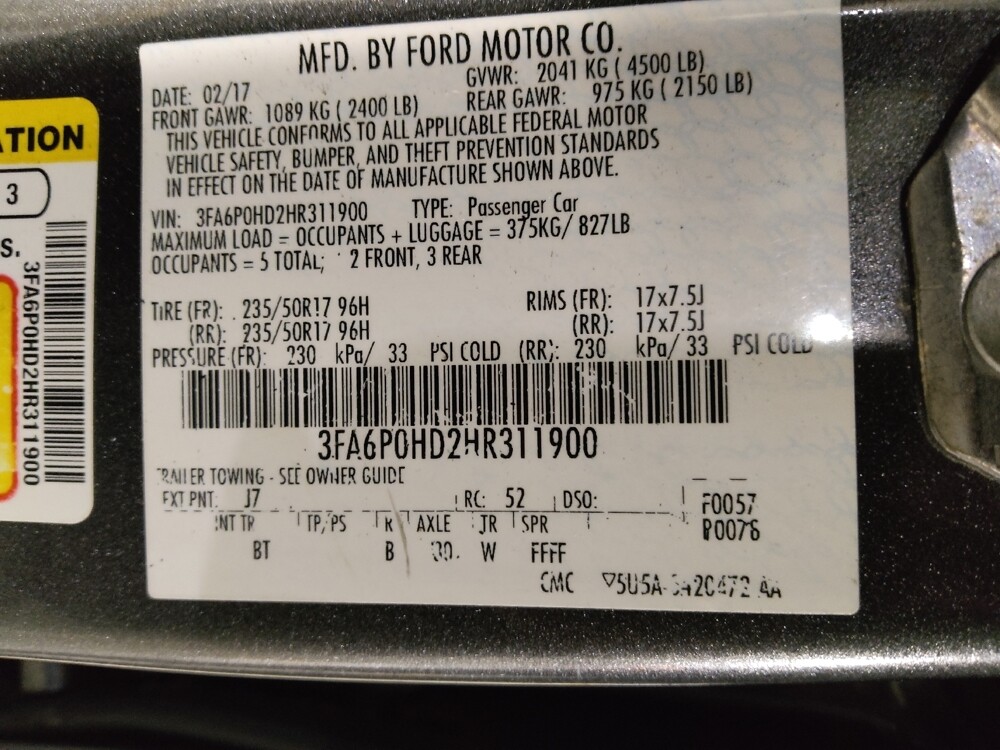 MFD. BY FORD MOTOR CO.
DATE: 02/17 GVWR: 2041 KG ( 4500 LB)
FRONT GAWR: 1089 KG ( 2400 LB) REAR GAWR: 975 KG ( 2150 LB)
THIS VEHICLE CONFORMS TO ALL APPLICABLE FEDERAL MOTOR
VEHICLE SAFETY, BUMPER, AND THEFT PREVENTION STANDARDS
IN EFFECT ON THE DATE OF MANUFACTURE SHOWN ABOVE.
VIN: 3FA6P0HD2HR311900 TYPE: Passenger Car
MAXIMUM LOAD = OCCUPANTS + LUGGAGE = 375KG/ 827LB
OCCUPANTS = 5 TOTAL; 2 FRONT, 3 REAR
TIRE (FR): 235/50R17 96H RIMS (FR): 17x7.5J
(RR): 235/50R17 96H (RR): 17x7.5J
PRESSURE (FR): 230 kPa/ 33 PSI COLD (RR): 230 kPa/ 33 PSI COLD
3FA6P0HD2HR311900
TRAILER TOWING - SEE OWNER GUIDE
EXT PNT: J7 RC: 52 DSO: F0057
INT TR TP/PS R AXLE TR SPR
BT B W FFFF
CMC
ATION
3
S.
3FA6P0HD2HR311900